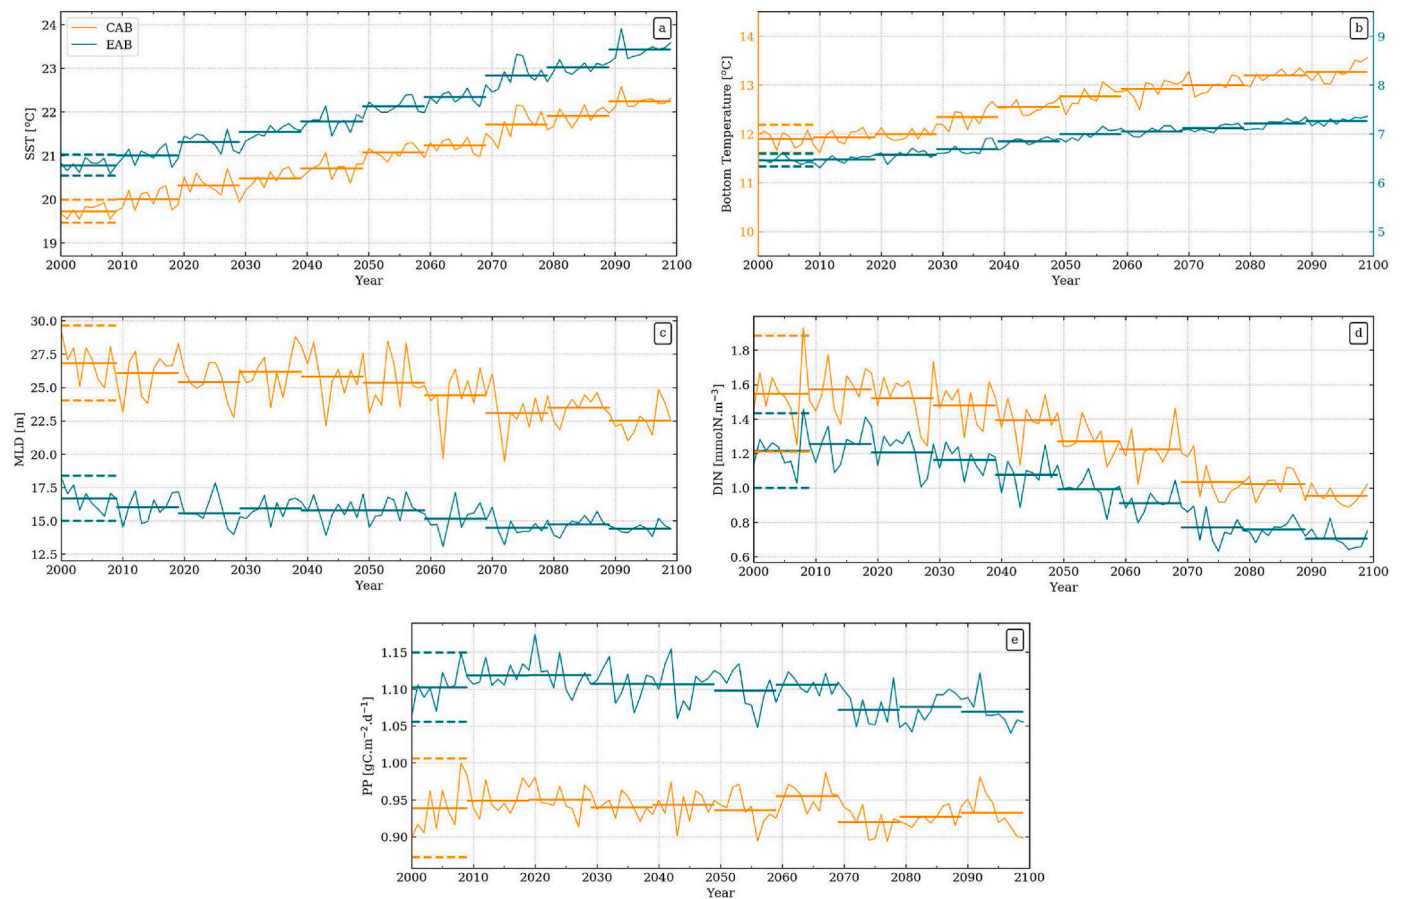 a
CAB
EAB
SST [°C]
23
22
21
20
19
2000 2010 2020 2030 2040 2050 2060 2070 2080 2090 2100
Year
b
Bottom Temperature [°C]
14
13
12
11
10
9
8
7
6
5
2000 2010 2020 2030 2040 2050 2060 2070 2080 2090 2100
Year
c
MLD [m]
30.0
27.5
25.0
22.5
20.0
17.5
15.0
12.5
2000 2010 2020 2030 2040 2050 2060 2070 2080 2090 2100
Year
d
DIN [mmolN.m⁻³]
1.8
1.6
1.4
1.2
1.0
0.8
0.6
2000 2010 2020 2030 2040 2050 2060 2070 2080 2090 2100
Year
e
PP [gC.m⁻².d⁻¹]
1.15
1.10
1.05
1.00
0.95
0.90
2000 2010 2020 2030 2040 2050 2060 2070 2080 2090 2100
Year